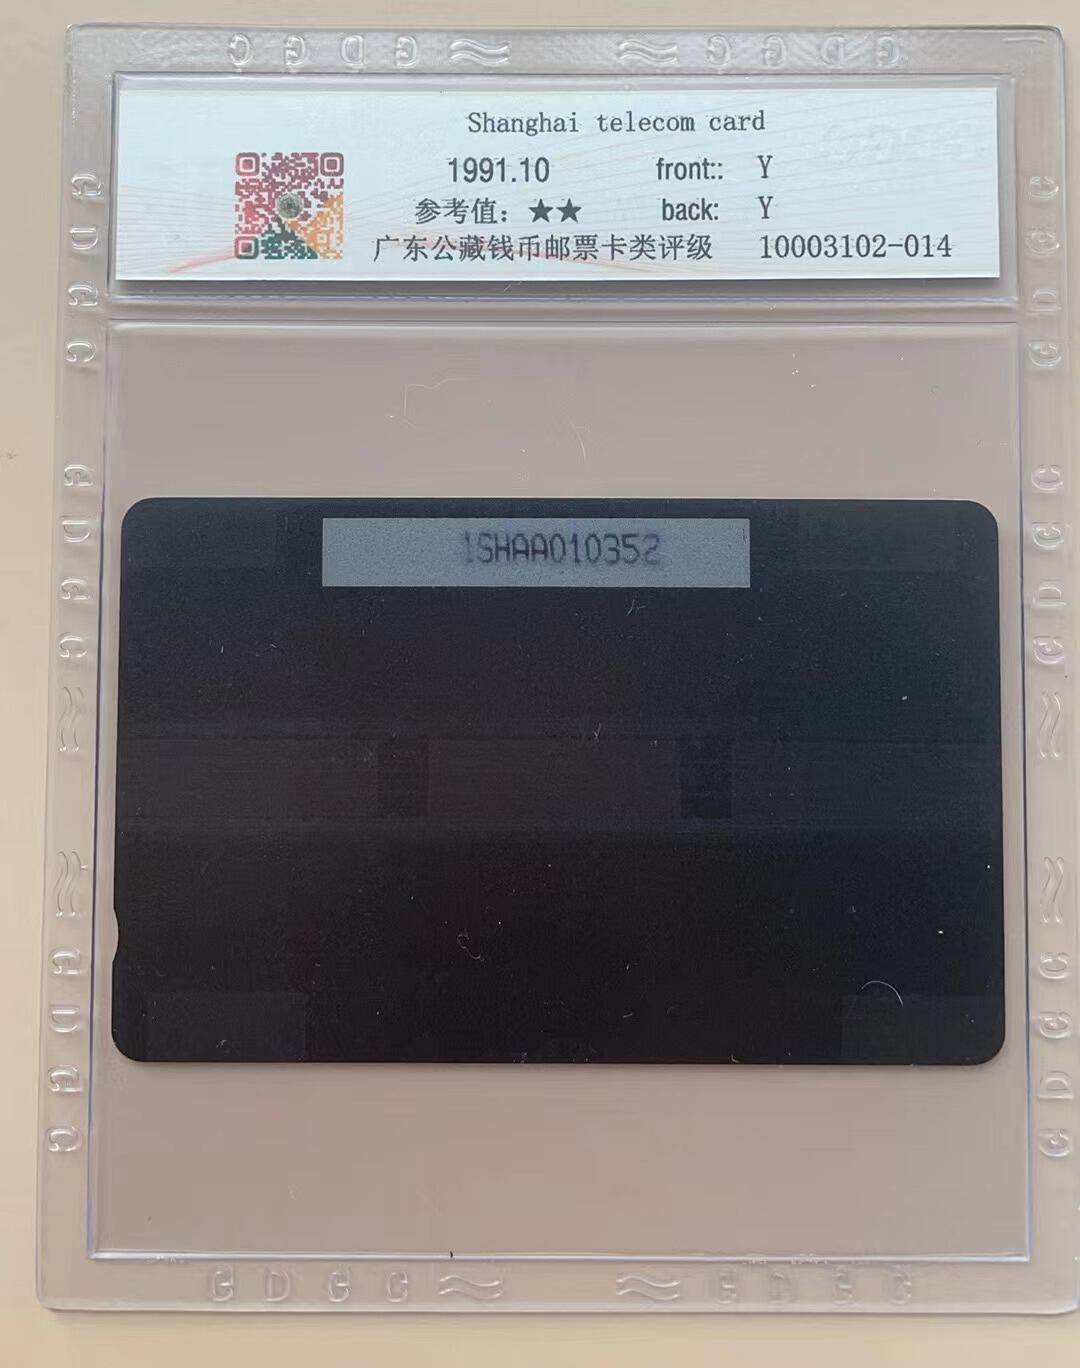 G D G C ≈ ≈ G D G C
Shanghai telecom card
1991.10 front:: Y
参考值：★★ back: Y
广东公藏钱币邮票卡类评级 10003102-014
1SHAA010352
G D G C
G D G C
G D G C
G D G C
G D G C
G D G C
G D G C ≈ ≈ G D G C